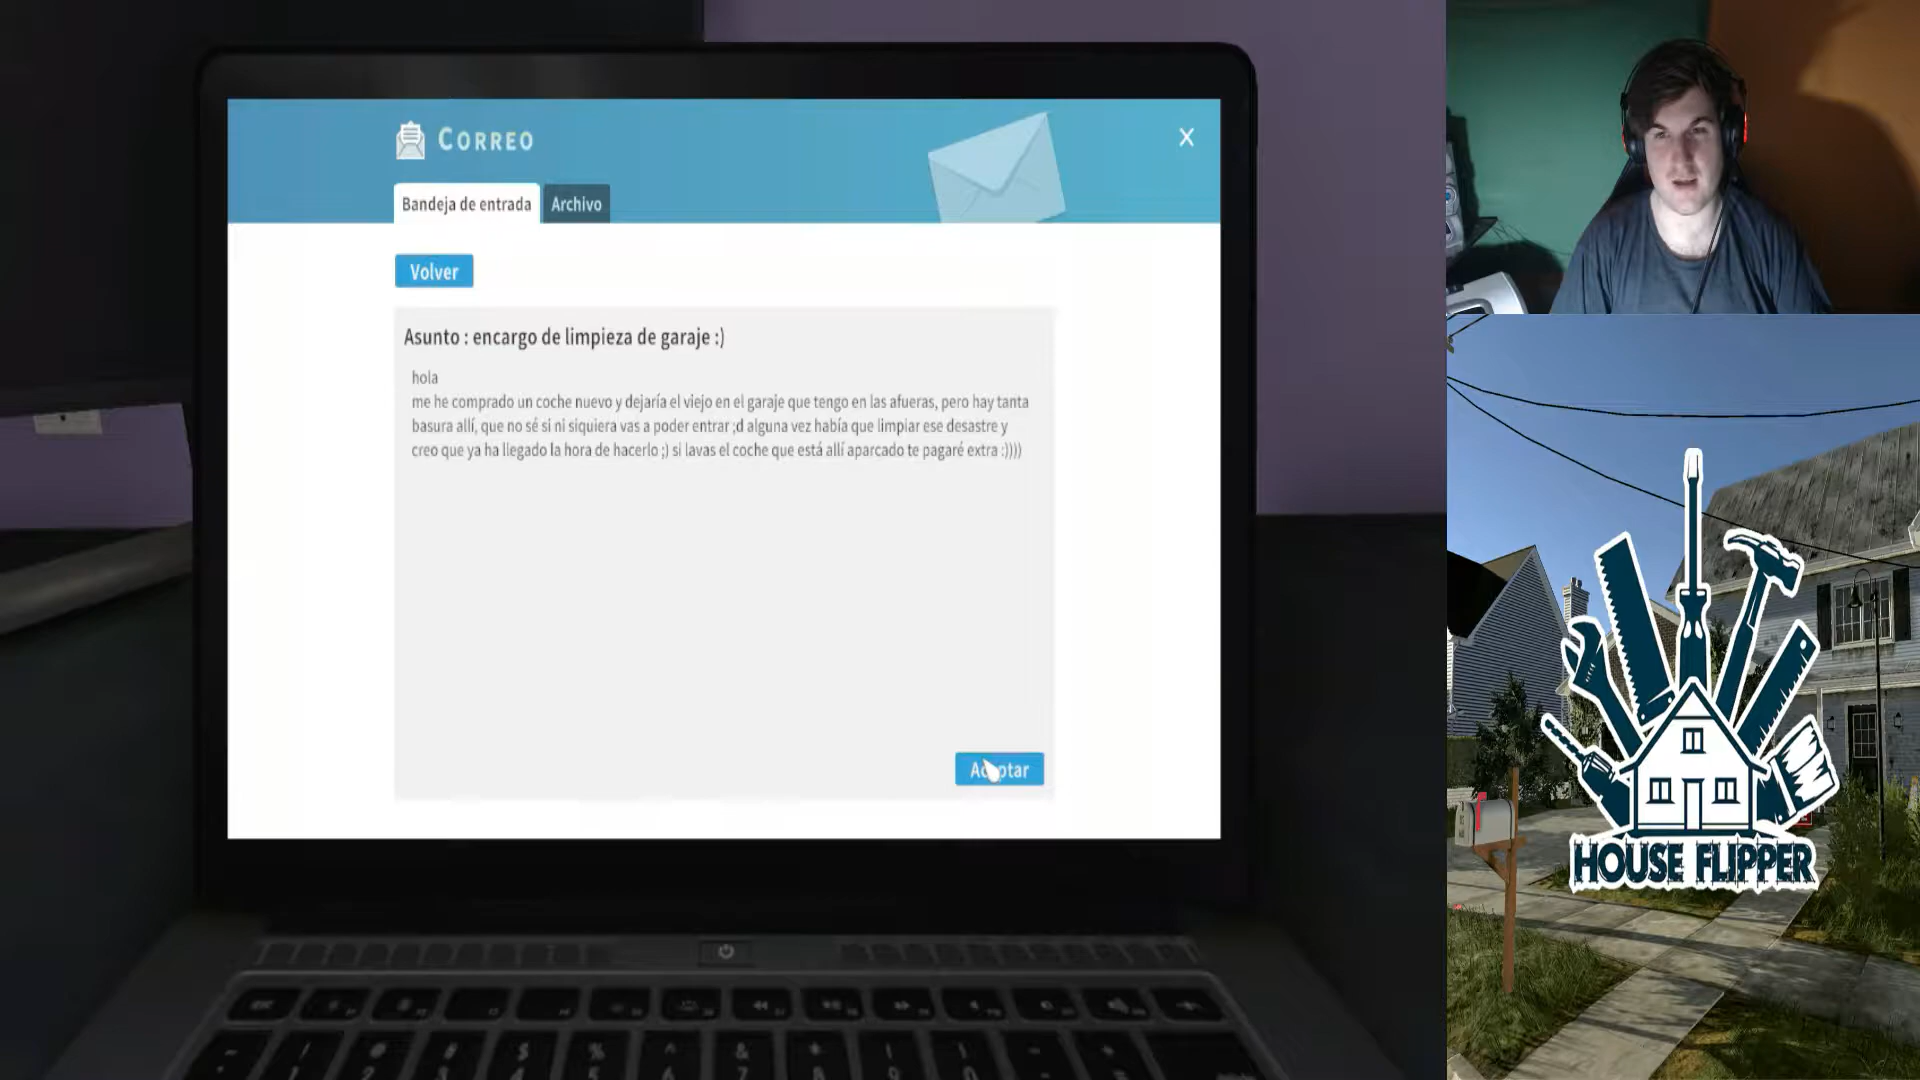 CORREO
X
Bandeja de entrada
Archivo
Volver
Asunto : encargo de limpieza de garaje :)
hola
me he comprado un coche nuevo y dejaría el viejo en el garaje que tengo en las afueras, pero hay tanta
basura allí, que no sé si ni siquiera vas a poder entrar ;d alguna vez había que limpiar ese desastre y
creo que ya ha llegado la hora de hacerlo ;) si lavas el coche que está allí aparcado te pagaré extra :))))
Aceptar
HOUSE FLIPPER